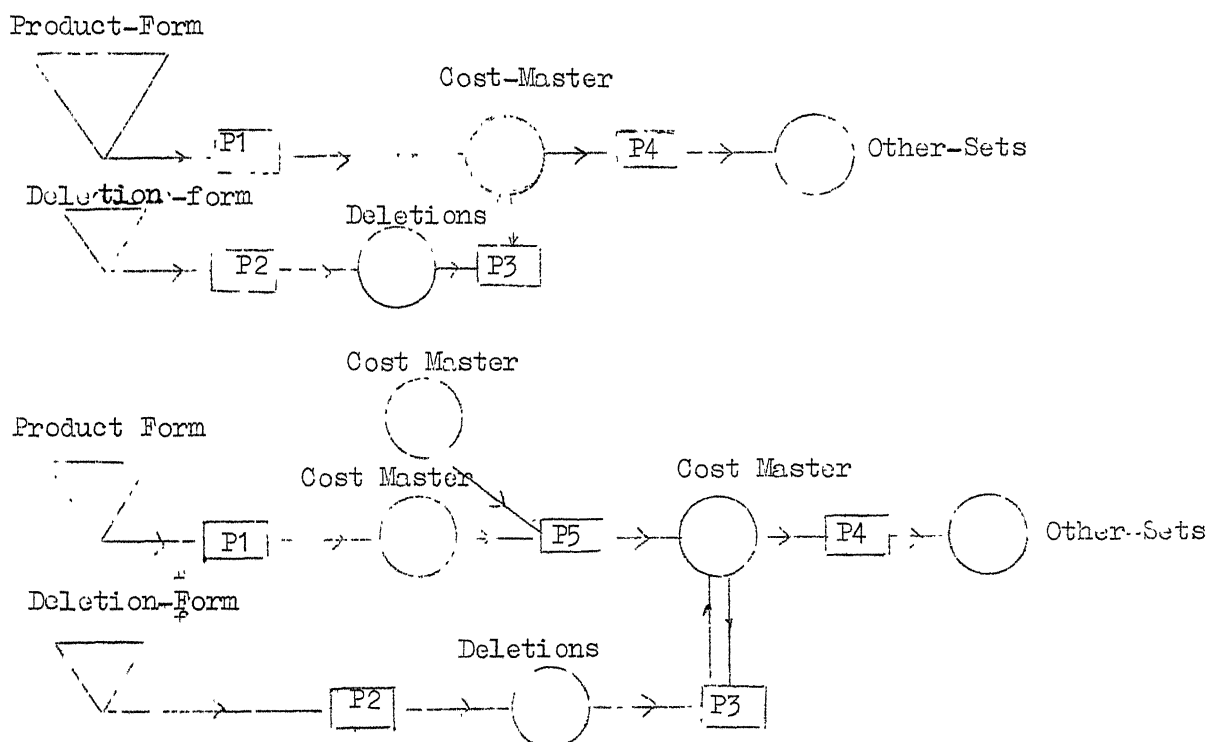 Product-Form
Cost-Master
P1
P4
Other-Sets
Deletion-form
Deletions
P2
P3
Cost Master
Product Form
Cost Master
Cost Master
P1
P5
P4
Other-Sets
Deletion-Form
Deletions
P2
P3